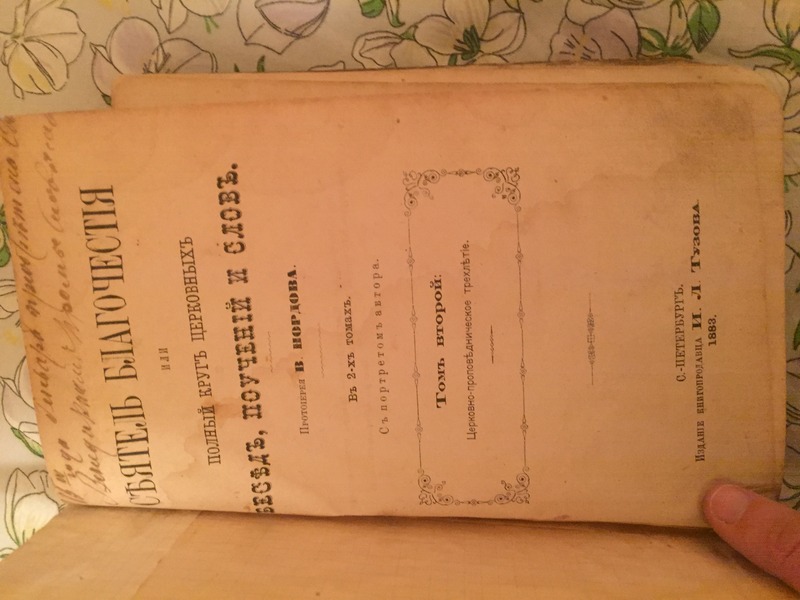 СѢЯТЕЛЬ БЛАГОЧЕСТІЯ
ИЛИ
ПОЛНЫЙ КРУГЪ ЦЕРКОВНЫХЪ
БЕСѢДЪ, ПОУЧЕНІЙ И СЛОВЪ.
ПРОТОІЕРЕЯ В. НОРДОВА.
Въ 2-хъ томахъ.
Съ портретомъ автора.
Томъ второй:
Церковно-проповѣдническое трехлѣтіе.
С.-ПЕТЕРБУРГЪ.
ИЗДАНІЕ КНИГОПРОДАВЦА И. Л. ТУЗОВА
1883.